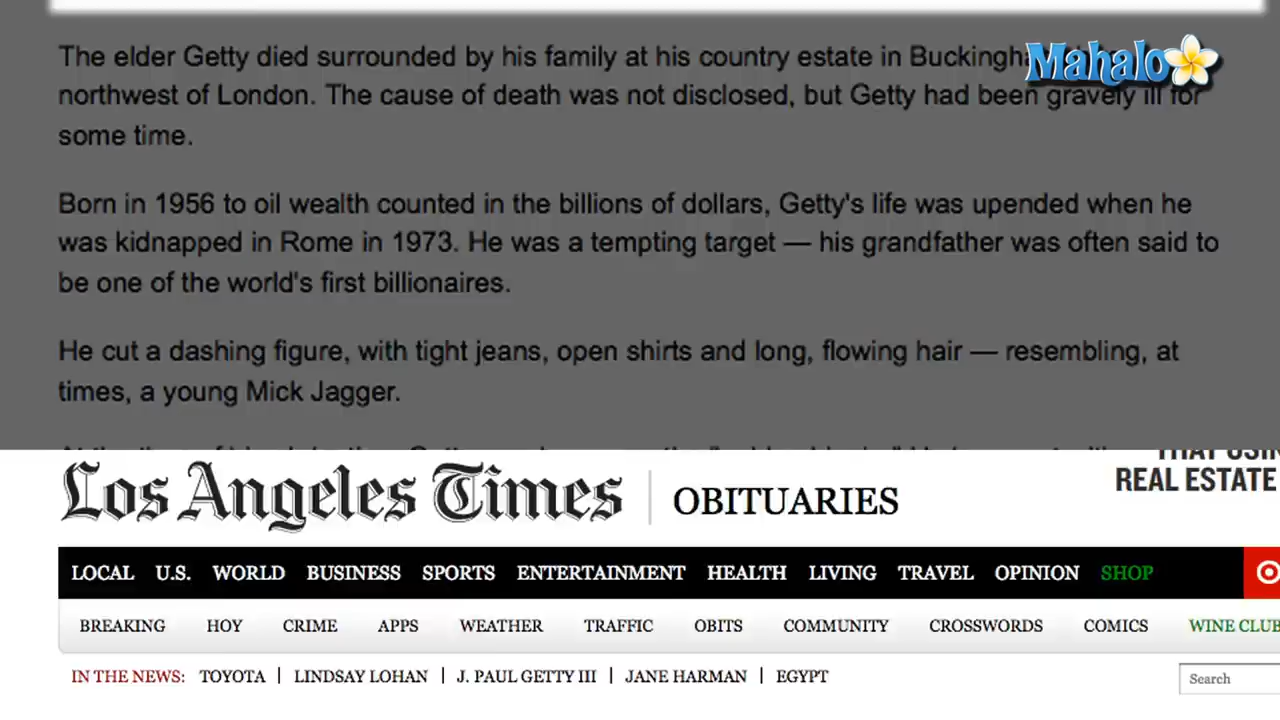 The elder Getty died surrounded by his family at his country estate in
Mahalo
northwest of London. The cause of death was not disclosed, but Getty had been gravely ill for
some time.
Born in 1956 to oil wealth counted in the billions of dollars, Getty's life was upended when he
was kidnapped in Rome in 1973. He was a tempting target — his grandfather was often said to
be one of the world's first billionaires.
He cut a dashing figure, with tight jeans, open shirts and long, flowing hair — resembling, at
times, a young Mick Jagger.
THAT
REAL ESTATE
Los Angeles Times OBITUARIES
LOCAL U.S. WORLD BUSINESS SPORTS ENTERTAINMENT HEALTH LIVING TRAVEL OPINION SHOP
BREAKING HOY CRIME APPS WEATHER TRAFFIC OBITS COMMUNITY CROSSWORDS COMICS WINE CLUB
IN THE NEWS: TOYOTA | LINDSAY LOHAN | J. PAUL GETTY III | JANE HARMAN | EGYPT
Search